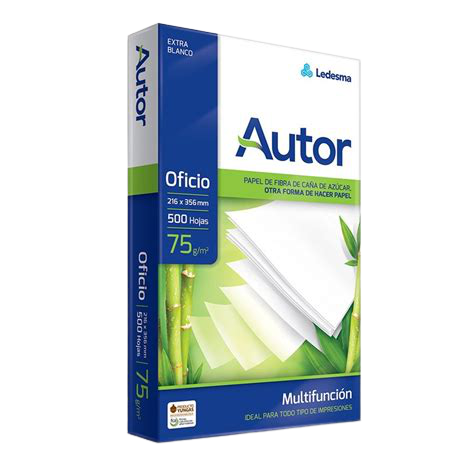 EXTRA
BLANCO
Ledesma
Autor
Autor
PAPEL DE FIBRA DE CAÑA DE AZÚCAR,
OTRA FORMA DE HACER PAPEL
Oficio
216 x 356 mm
500 Hojas
75 g/m²
Oficio
216 x 356 mm
500 Hojas
75 g/m²
PRODUCTO
YUNGAS
Multifunción
IDEAL PARA TODO TIPO DE IMPRESIONES